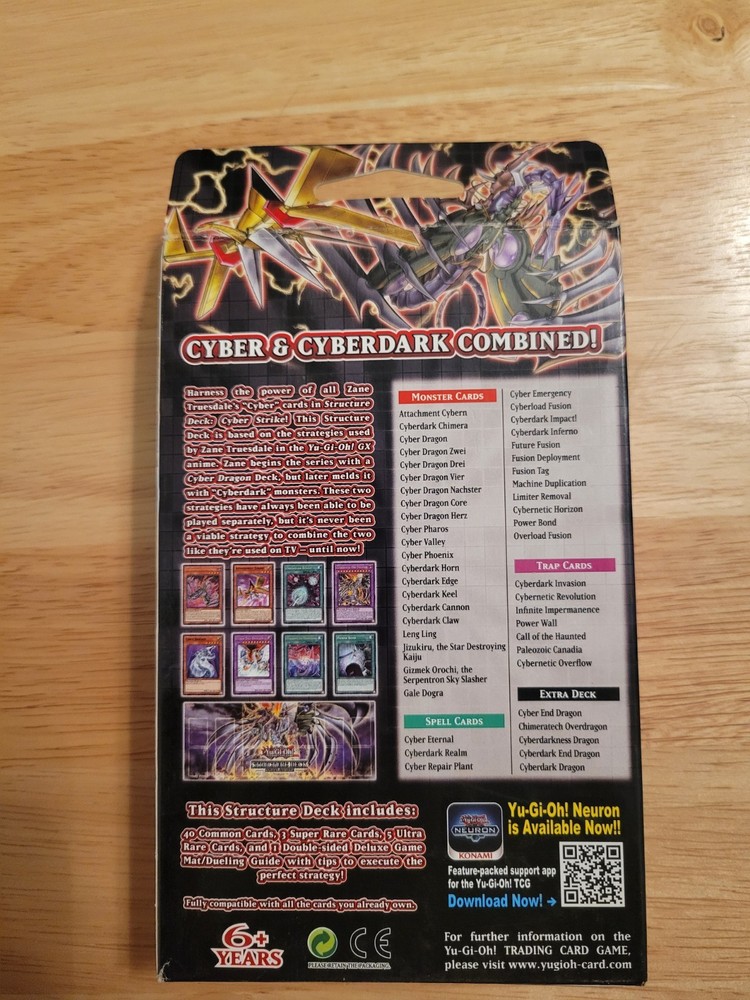 CYBER & CYBERDARK COMBINED!
Harness the power of all Zane
Truesdale's "Cyber" cards in Structure
Deck: Cyber Strike! This Structure
Deck is based on the strategies used
by Zane Truesdale in the Yu-Gi-Oh! GX
anime. Zane begins the series with a
Cyber Dragon Deck, but later melds it
with "Cyberdark" monsters. These two
strategies have always been able to be
played separately, but it's never been
a viable strategy to combine the two
like they're used on TV – until now!
MONSTER CARDS
Attachment Cybern
Cyberdark Chimera
Cyber Dragon
Cyber Dragon Zwei
Cyber Dragon Drei
Cyber Dragon Vier
Cyber Dragon Nachster
Cyber Dragon Core
Cyber Dragon Herz
Cyber Pharos
Cyber Valley
Cyber Phoenix
Cyberdark Horn
Cyberdark Edge
Cyberdark Keel
Cyberdark Cannon
Cyberdark Claw
Leng Ling
Jizukiru, the Star Destroying
Kaiju
Gizmek Orochi, the
Serpentron Sky Slasher
Gale Dogra
SPELL CARDS
Cyber Eternal
Cyberdark Realm
Cyber Repair Plant
Cyber Emergency
Cyberload Fusion
Cyberdark Impact!
Cyberdark Inferno
Future Fusion
Fusion Deployment
Fusion Tag
Machine Duplication
Limiter Removal
Cybernetic Horizon
Power Bond
Overload Fusion
TRAP CARDS
Cyberdark Invasion
Cybernetic Revolution
Infinite Impermanence
Power Wall
Call of the Haunted
Paleozoic Canadia
Cybernetic Overflow
EXTRA DECK
Cyber End Dragon
Chimeratech Overdragon
Cyberdarkness Dragon
Cyberdark End Dragon
Cyberdark Dragon
Yu-Gi-Oh!
STRUCTURE DECK
This Structure Deck includes:
40 Common Cards, 3 Super Rare Cards, 5 Ultra
Rare Cards, and 1 Double-sided Deluxe Game
Mat/Dueling Guide with tips to execute the
perfect strategy!
Fully compatible with all the cards you already own.
6+
YEARS
PLEASE RETAIN THE PACKAGING.
CE
Yu-Gi-Oh!
NEURON
KONAMI
Yu-Gi-Oh! Neuron
is Available Now!!
Feature-packed support app
for the Yu-Gi-Oh! TCG
Download Now! →
For further information on the
Yu-Gi-Oh! TRADING CARD GAME,
please visit www.yugioh-card.com